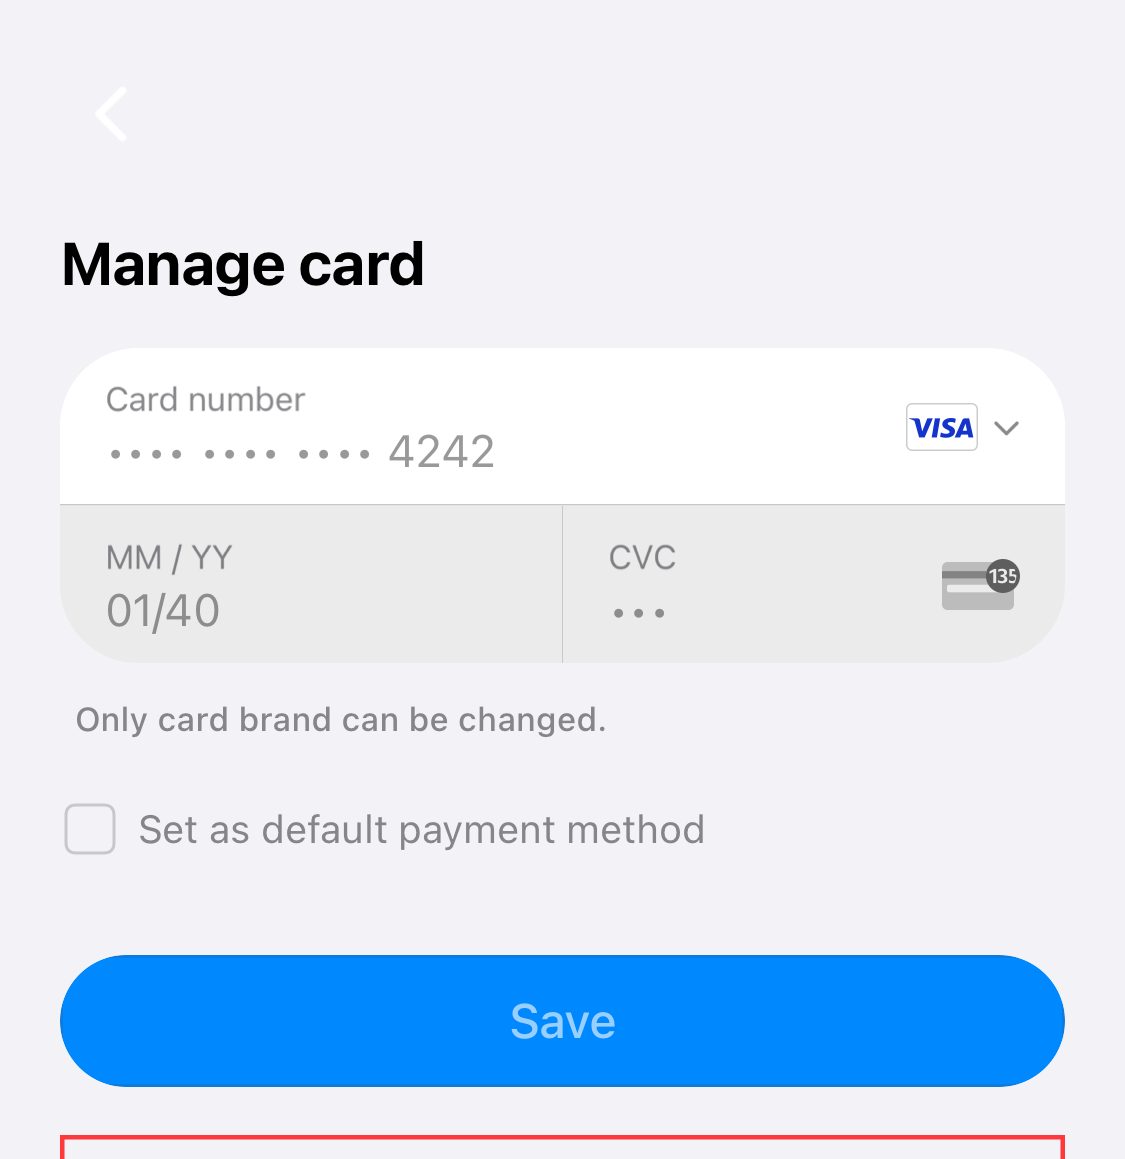 Manage card
Card number
VISA
•••• •••• •••• 4242
MM / YY
01/40
CVC
•••
135
Only card brand can be changed.
Set as default payment method
Save